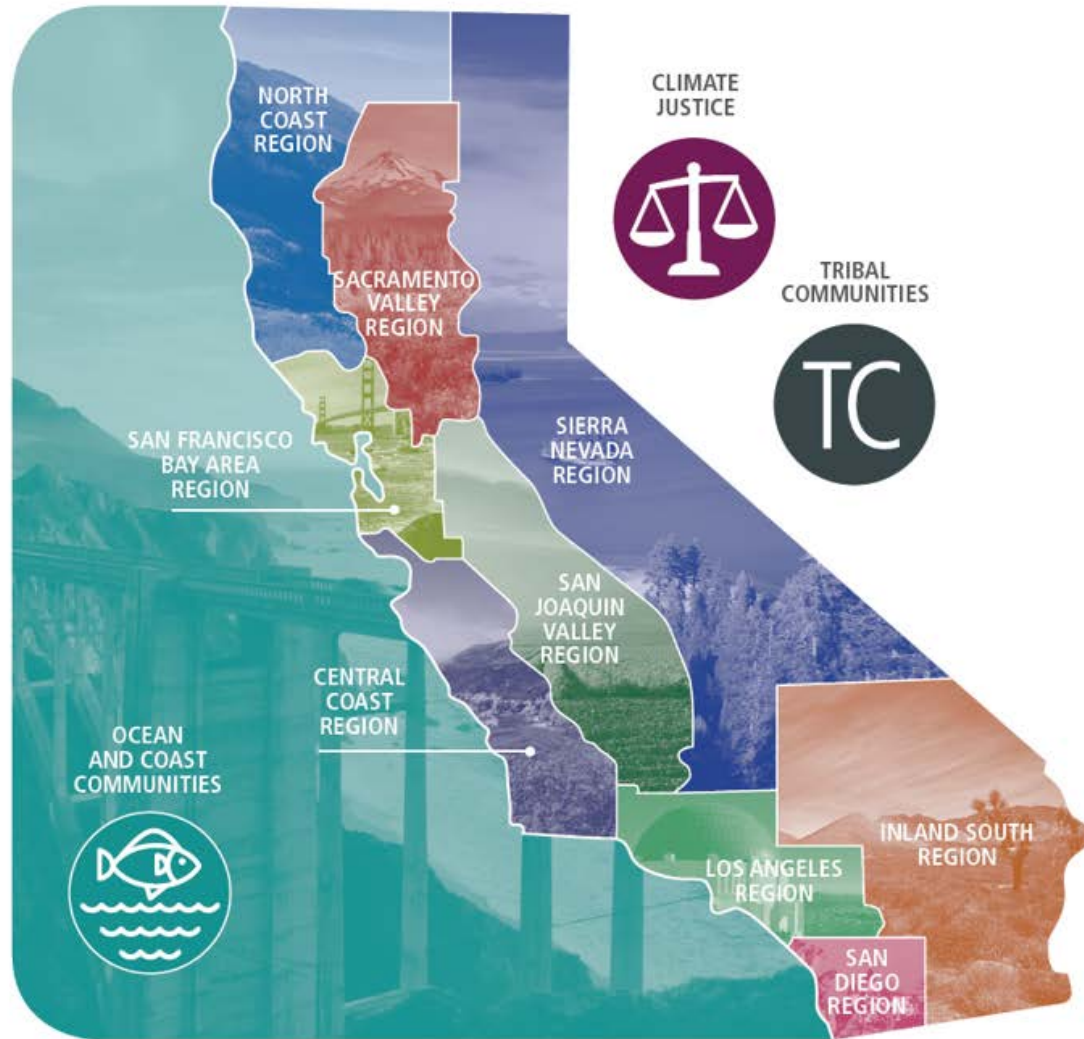 NORTH
COAST
REGION
CLIMATE
JUSTICE
SACRAMENTO
VALLEY
REGION
TRIBAL
COMMUNITIES
TC
SAN FRANCISCO
BAY AREA
REGION
SIERRA
NEVADA
REGION
SAN
JOAQUIN
VALLEY
REGION
CENTRAL
COAST
REGION
OCEAN
AND COAST
COMMUNITIES
INLAND SOUTH
REGION
LOS ANGELES
REGION
SAN
DIEGO
REGION